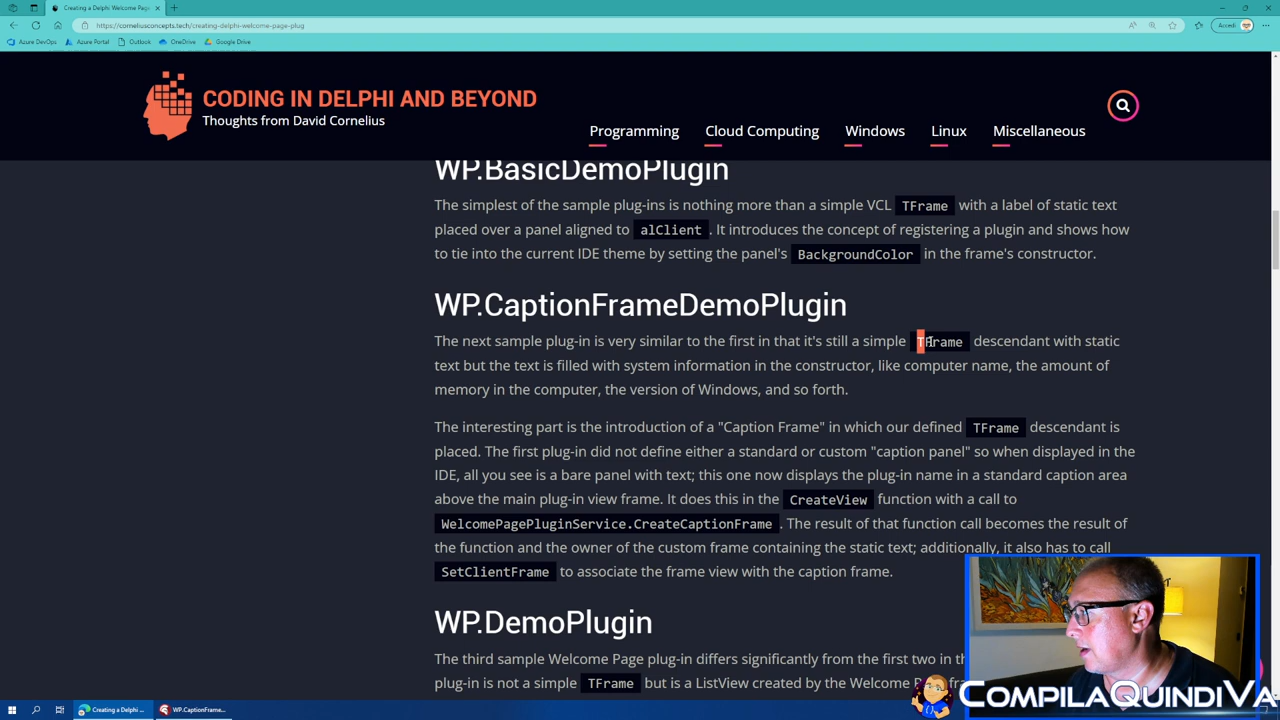 Creating a Delphi Welcome Page
https://corneliusconcepts.tech/creating-delphi-welcome-page-plug
Accedi
Azure DevOps
Azure Portal
Outlook
OneDrive
Google Drive
CODING IN DELPHI AND BEYOND
Thoughts from David Cornelius
Programming
Cloud Computing
Windows
Linux
Miscellaneous
WP.BasicDemoPlugin
The simplest of the sample plug-ins is nothing more than a simple VCL TFrame with a label of static text
placed over a panel aligned to alClient . It introduces the concept of registering a plugin and shows how
to tie into the current IDE theme by setting the panel's BackgroundColor in the frame's constructor.
WP.CaptionFrameDemoPlugin
The next sample plug-in is very similar to the first in that it's still a simple TFrame descendant with static
text but the text is filled with system information in the constructor, like computer name, the amount of
memory in the computer, the version of Windows, and so forth.
The interesting part is the introduction of a "Caption Frame" in which our defined TFrame descendant is
placed. The first plug-in did not define either a standard or custom "caption panel" so when displayed in the
IDE, all you see is a bare panel with text; this one now displays the plug-in name in a standard caption area
above the main plug-in view frame. It does this in the CreateView function with a call to
WelcomePagePluginService.CreateCaptionFrame . The result of that function call becomes the result of
the function and the owner of the custom frame containing the static text; additionally, it also has to call
SetClientFrame to associate the frame view with the caption frame.
WP.DemoPlugin
The third sample Welcome Page plug-in differs significantly from the first two in th
plug-in is not a simple TFrame but is a ListView created by the Welcome P
CompilaQuindiVa
Creating a Delphi ...
WP.CaptionFrame...